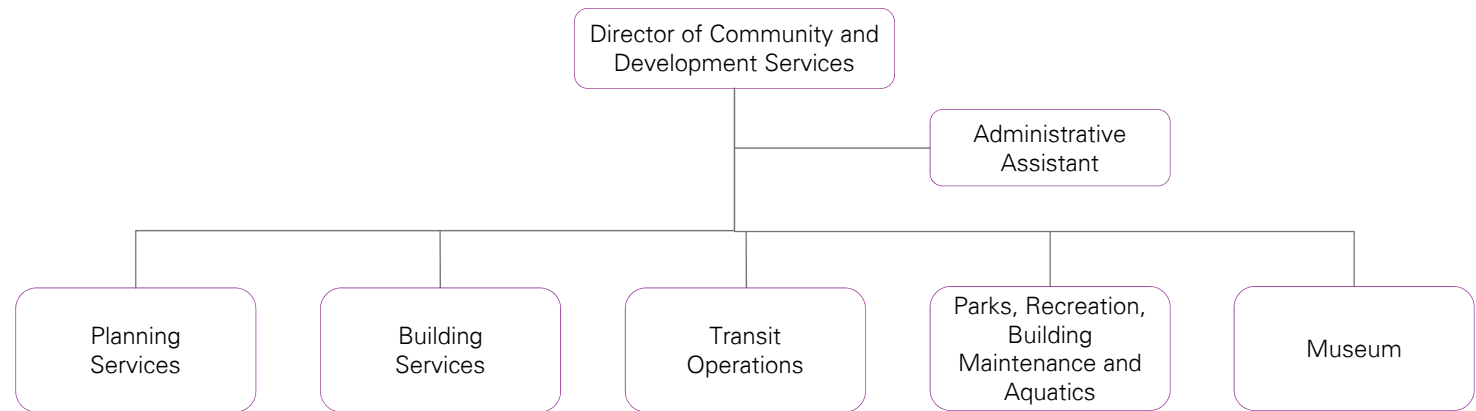 Director of Community and
Development Services
Administrative
Assistant
Planning
Services
Building
Services
Transit
Operations
Parks, Recreation,
Building
Maintenance and
Aquatics
Museum